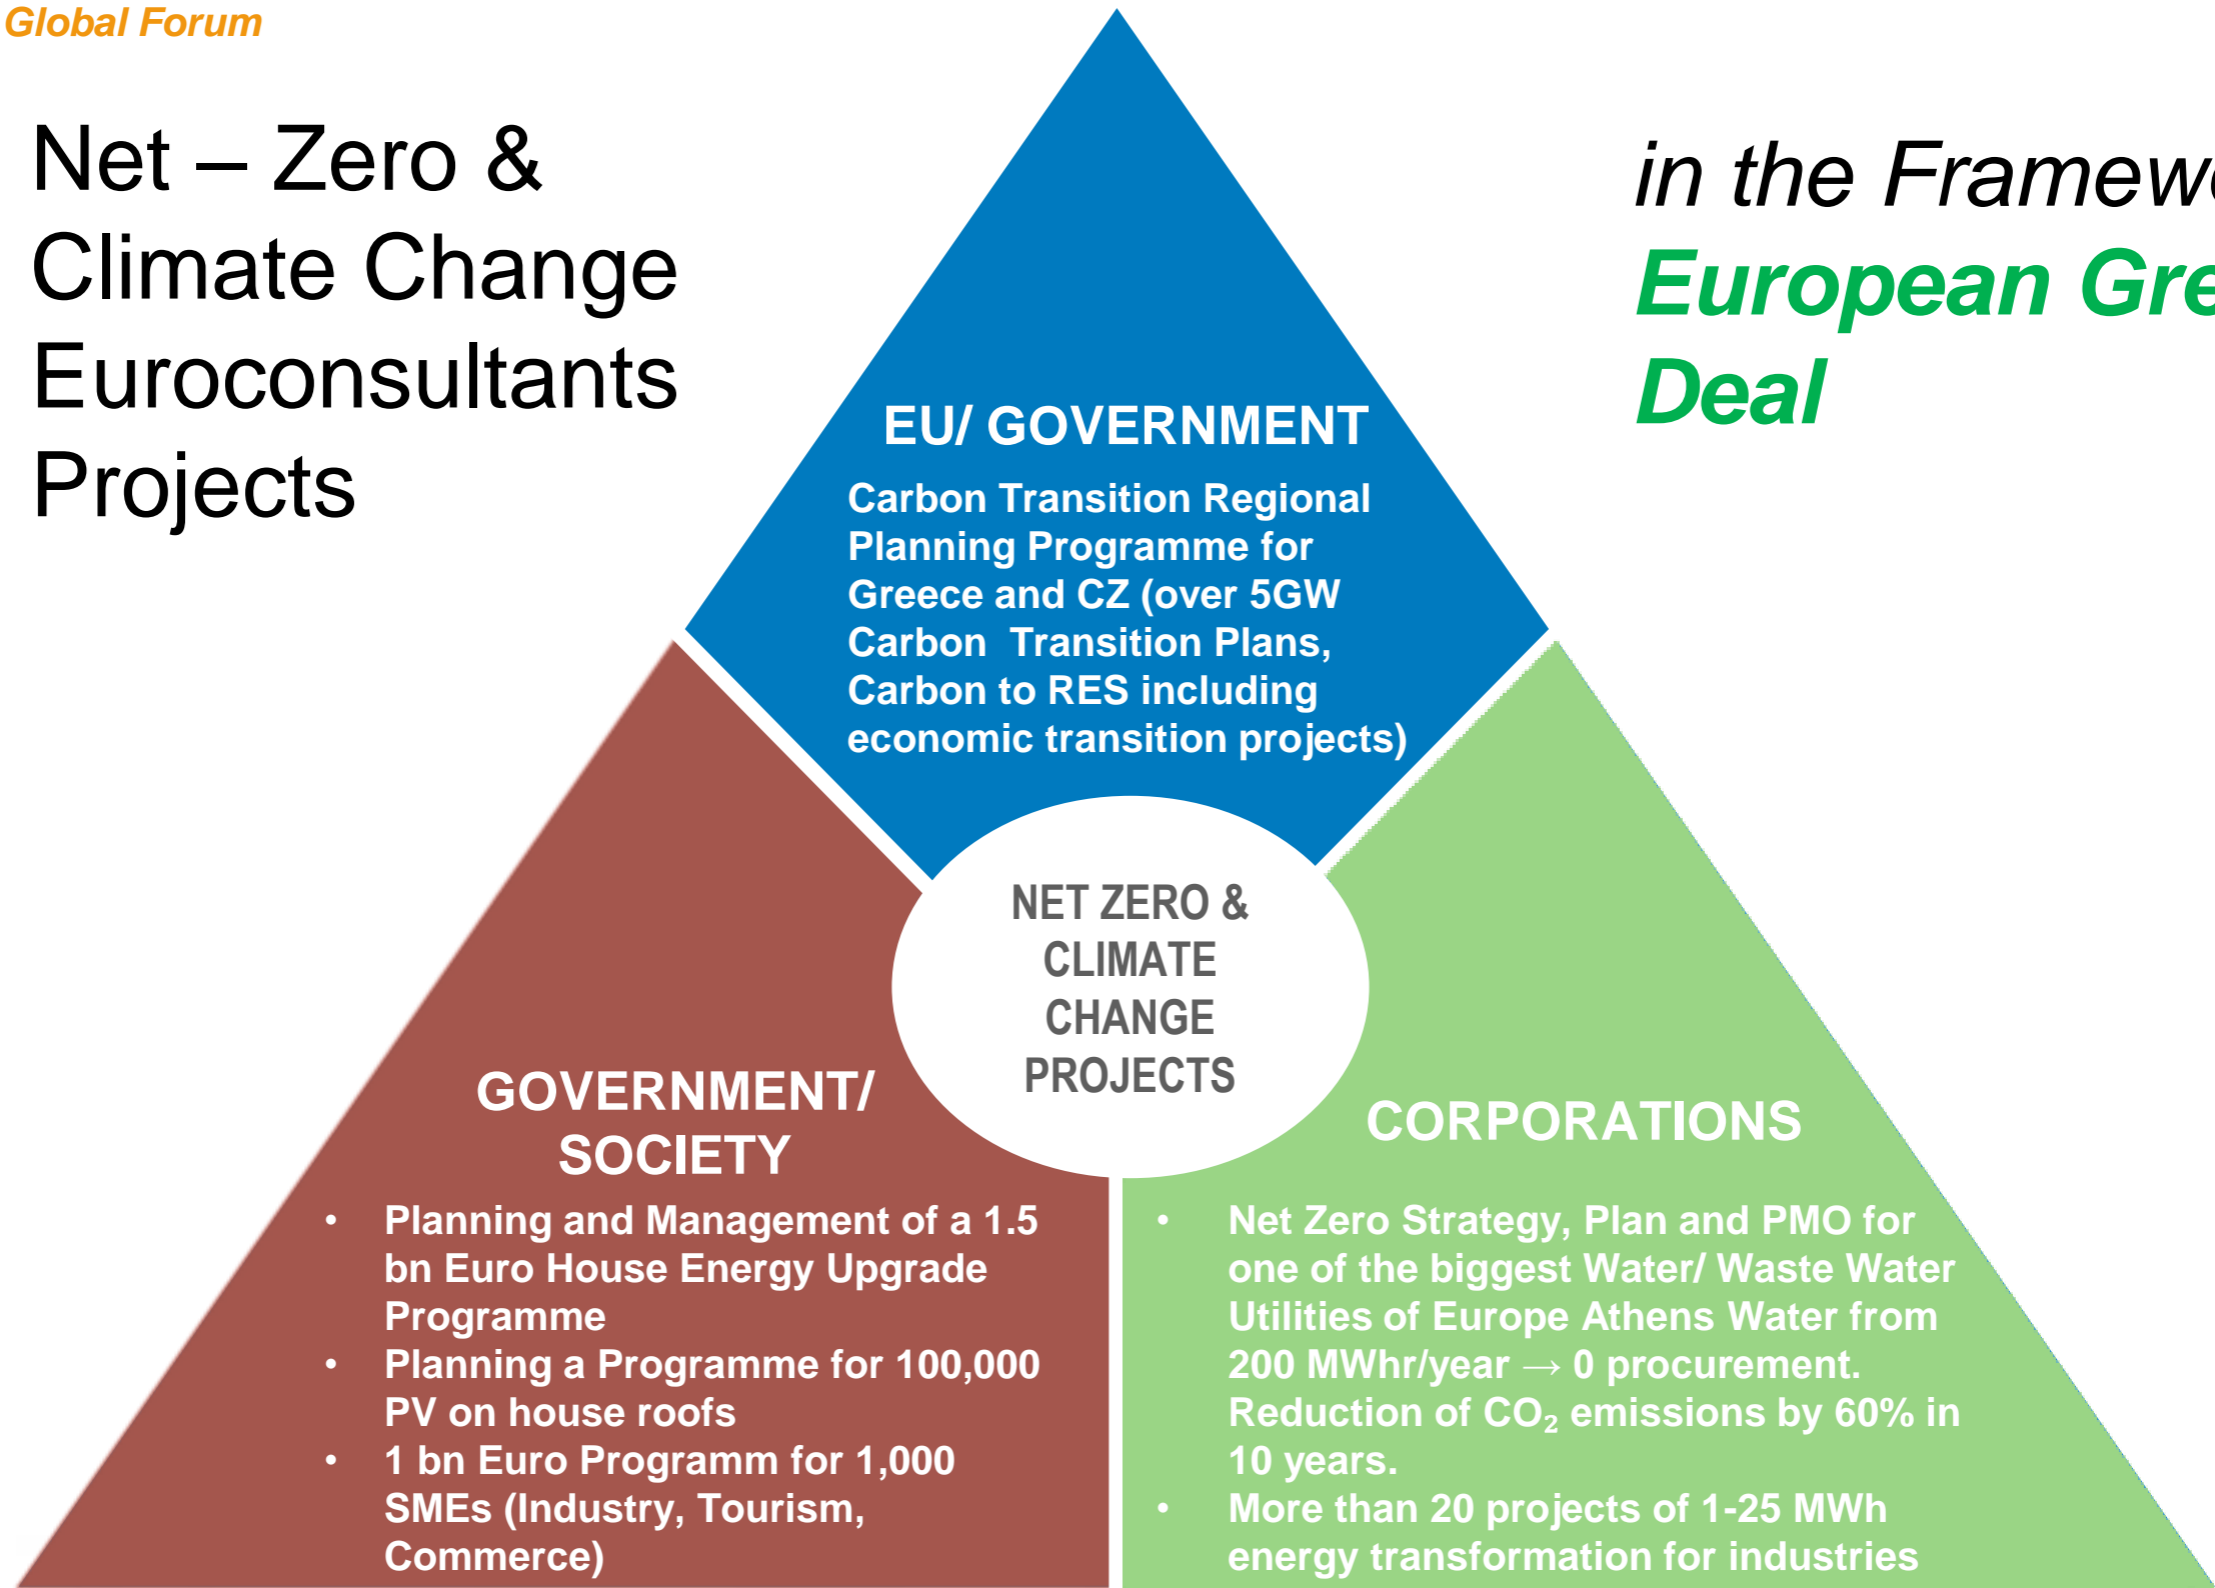 Global Forum
Net – Zero &
Climate Change
Euroconsultants
Projects
in the
European
Deal
EU/ GOVERNMENT
Carbon Transition Regional
Planning Programme for
Greece and CZ (over 5GW
Carbon  Transition Plans,
Carbon to RES including
economic transition projects)
NET ZERO &
CLIMATE
CHANGE
PROJECTS
GOVERNMENT/
SOCIETY
• Planning and Management of a 1.5
bn Euro House Energy Upgrade
Programme
• Planning a Programme for 100,000
PV on house roofs
• 1 bn Euro Programm for 1,000
SMEs (Industry, Tourism,
Commerce)
CORPORATIONS
• Net Zero Strategy, Plan and PMO for
one of the biggest Water/ Waste Water
Utilities of Europe Athens Water from
200 MWhr/year → 0 procurement.
Reduction of CO₂ emissions by 60% in
10 years.
• More than 20 projects of 1-25 MWh
energy transformation for industries